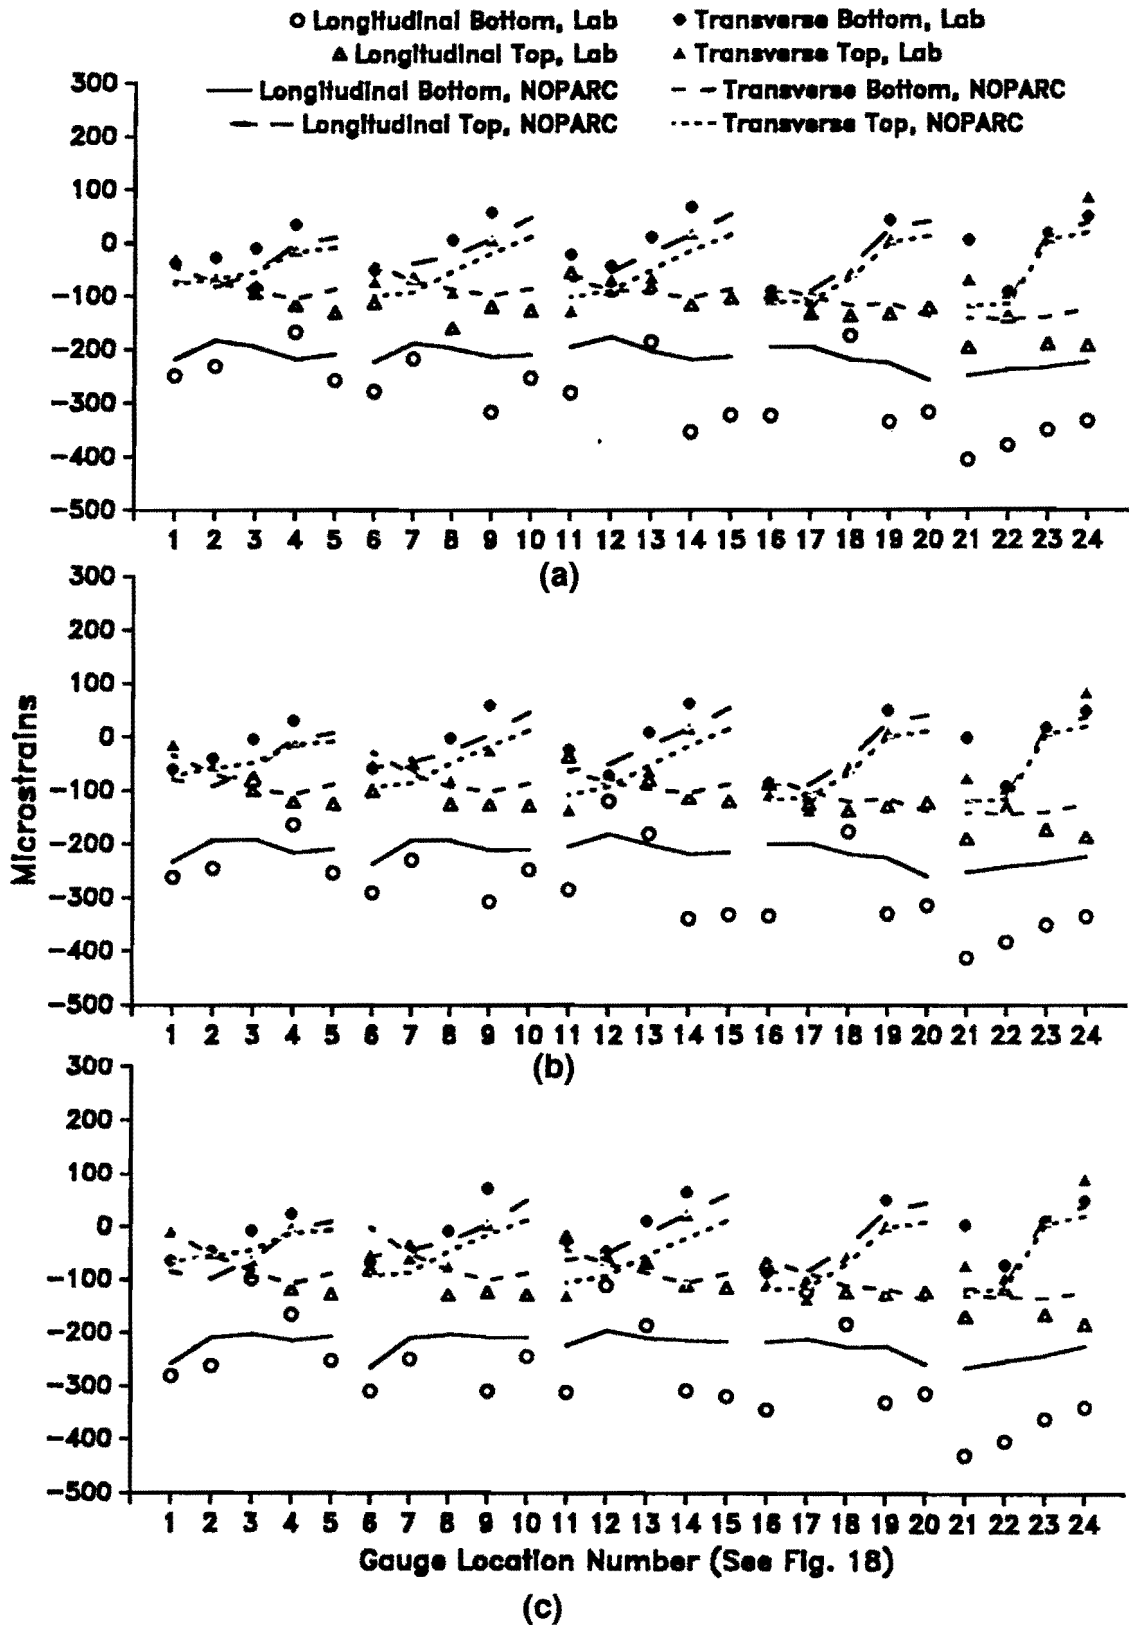 Longitudinal Bottom, Lab Transverse Bottom, Lab
Longitudinal Top, Lab Transverse Top, Lab
Longitudinal Bottom, NOPARC Transverse Bottom, NOPARC
Longitudinal Top, NOPARC Transverse Top, NOPARC
300
200
100
0
-100
-200
-300
-400
-500
1 2 3 4 5 6 7 8 9 10 11 12 13 14 15 16 17 18 19 20 21 22 23 24
(a)
Microstrains
300
200
100
0
-100
-200
-300
-400
-500
1 2 3 4 5 6 7 8 9 10 11 12 13 14 15 16 17 18 19 20 21 22 23 24
(b)
300
200
100
0
-100
-200
-300
-400
-500
1 2 3 4 5 6 7 8 9 10 11 12 13 14 15 16 17 18 19 20 21 22 23 24
Gauge Location Number (See Fig. 18)
(c)